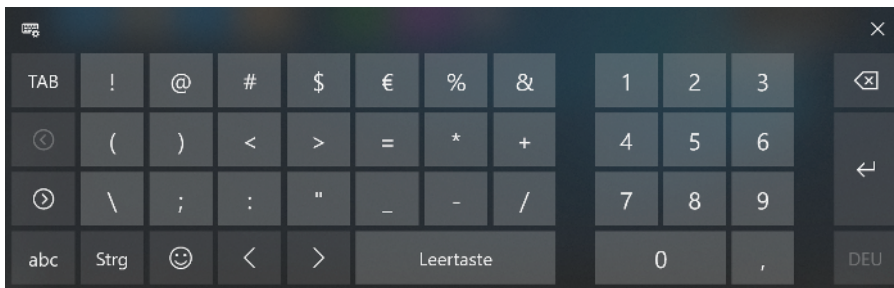 TAB ! @ # $ € % & 1 2 3
( ) < > = * + 4 5 6
\ ; : " _ - / 7 8 9
abc Strg Leertaste 0 , DEU